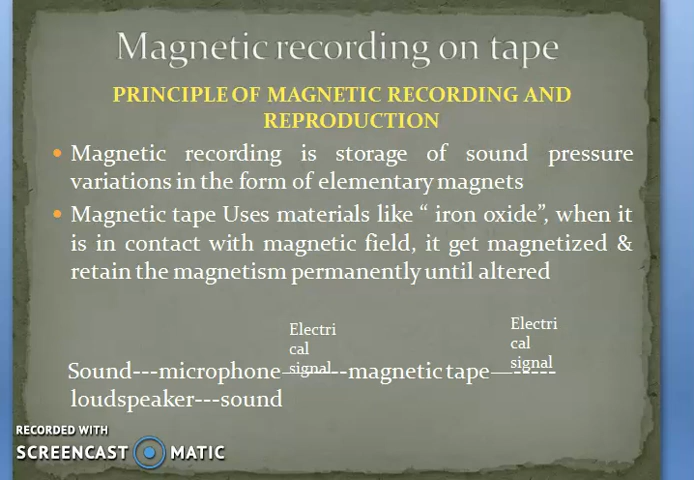 Magnetic recording on tape
PRINCIPLE OF MAGNETIC RECORDING AND
REPRODUCTION
• Magnetic recording is storage of sound pressure
variations in the form of elementary magnets
• Magnetic tape Uses materials like “ iron oxide”, when it
is in contact with magnetic field, it get magnetized &
retain the magnetism permanently until altered
Electri
cal
signal
Electri
cal
signal
Sound---microphone-------magnetic tape-------
loudspeaker---sound
RECORDED WITH
SCREENCAST MATIC